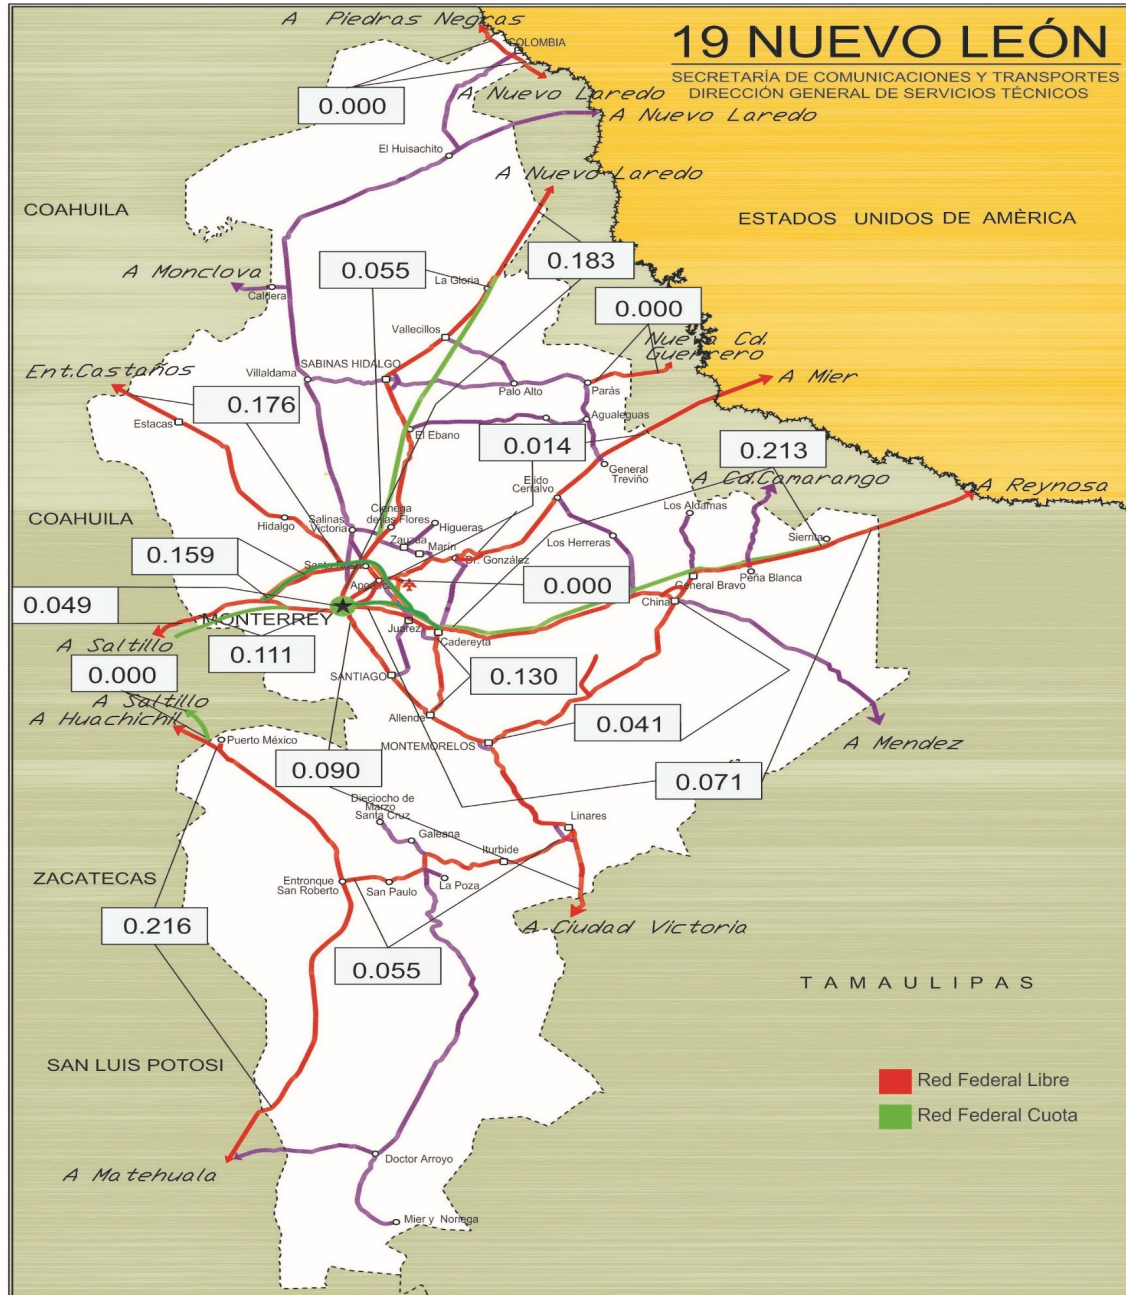 A Piedras Negras
19 NUEVO LEÓN
COLOMBIA
SECRETARÍA DE COMUNICACIONES Y TRANSPORTES
DIRECCIÓN GENERAL DE SERVICIOS TÉCNICOS
A Nuevo Laredo
0.000
A Nuevo Laredo
El Huisachito
A Nuevo Laredo
COAHUILA
ESTADOS UNIDOS DE AMÈRICA
0.183
0.055
A Monclova
La Gloria
Caldera
0.000
Vallecillos
Nueva Cd.
Guerrero
SABINAS HIDALGO
Ent.Castaños
Villaldama
A Mier
Palo Alto
Parás
0.176
Estacas
Agualeguas
El Ebano
0.014
0.213
General
Treviño
A Cd.Camarango
Ejido
Cerralvo
A Reynosa
COAHUILA
Los Aldamas
Hidalgo
Salinas
Victoria
Cienega
de las Flores
Higueras
Zauzua
Marín
Los Herreras
Sierrita
0.159
Dr. González
Santa Rosa
Apodaca
0.000
General Bravo
Peña Blanca
0.049
MONTERREY
China
Juarez
Cadereyta
A Saltillo
0.111
0.000
SANTIAGO
0.130
A Saltillo
A Huachichil
Allende
0.041
Puerto México
MONTEMORELOS
A Mendez
0.090
0.071
Dieciocho de
Marzo
Santa Cruz
Linares
Galeana
Iturbide
ZACATECAS
Entronque
San Roberto
San Paulo
La Poza
0.216
A Ciudad Victoria
0.055
TAMAULIPAS
SAN LUIS POTOSI
Red Federal Libre
Red Federal Cuota
Doctor Arroyo
A Matehuala
Mier y Noriega